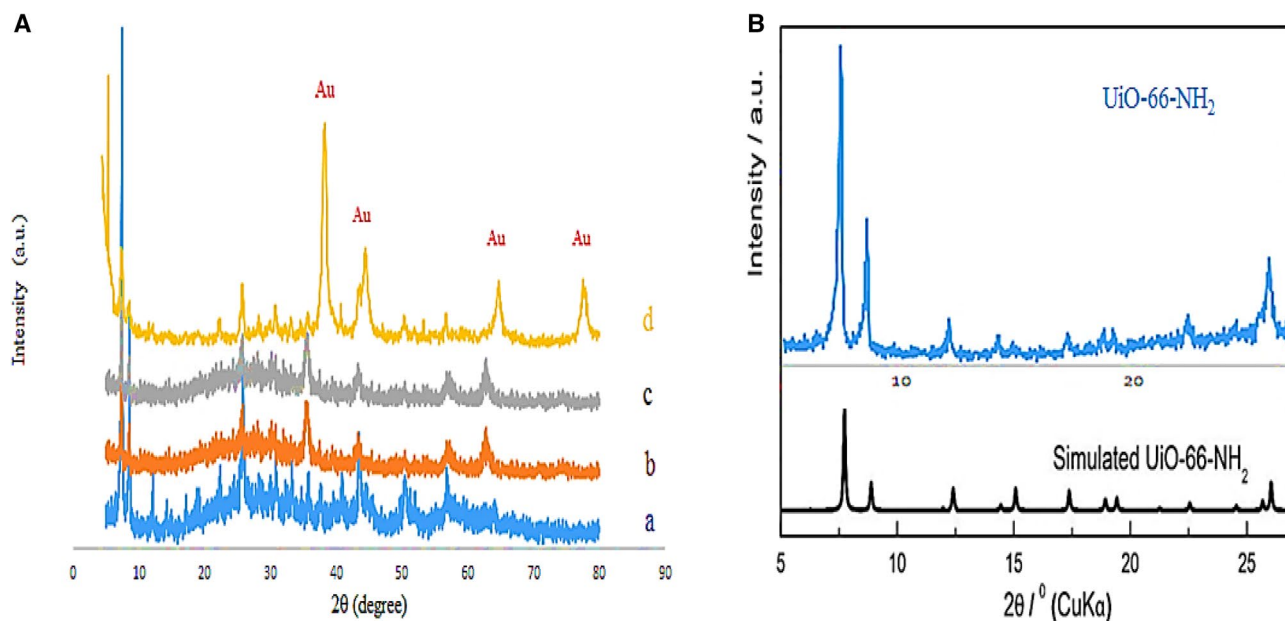 A
Au
Au
Au
Au
Intensity (a.u.)
d
c
b
a
0 10 20 30 40 50 60 70 80 90
2θ (degree)
B
UiO-66-NH2
Intensity / a.u.
10 20
Simulated UiO-66-NH2
5 10 15 20 25
2θ / ⁰ (CuKα)